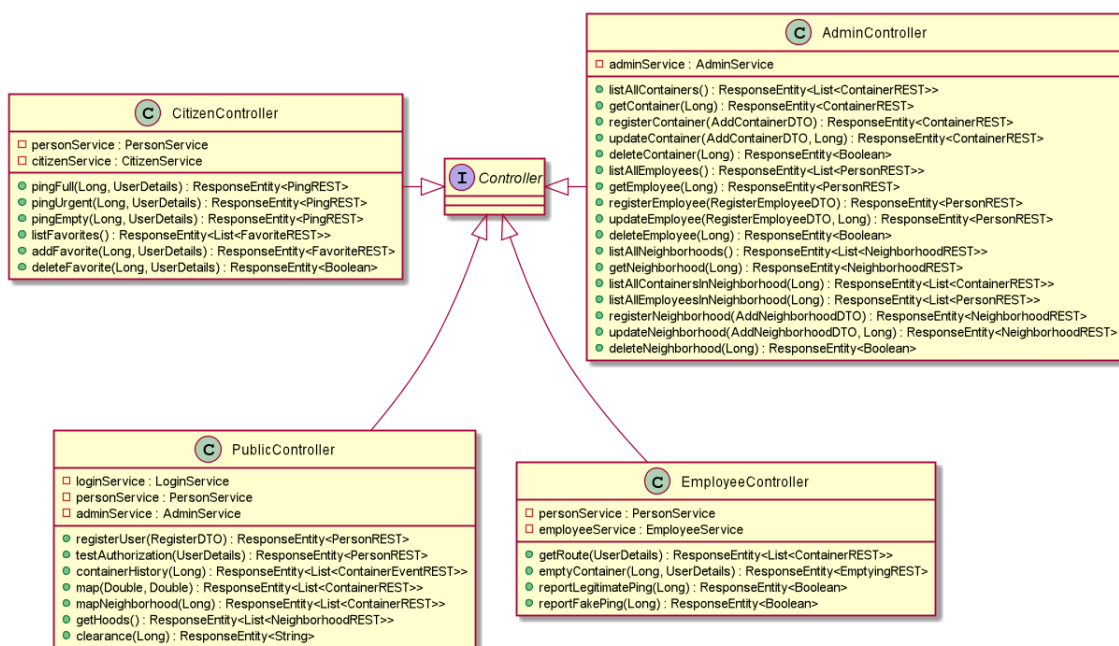 C CitizenController
personService : PersonService
citizenService : CitizenService
pingFull(Long, UserDetails) : ResponseEntity<PingREST>
pingUrgent(Long, UserDetails) : ResponseEntity<PingREST>
pingEmpty(Long, UserDetails) : ResponseEntity<PingREST>
listFavorites() : ResponseEntity<List<FavoriteREST>>
addFavorite(Long, UserDetails) : ResponseEntity<FavoriteREST>
deleteFavorite(Long, UserDetails) : ResponseEntity<Boolean>
I Controller
C AdminController
adminService : AdminService
listAllContainers() : ResponseEntity<List<ContainerREST>>
getContainer(Long) : ResponseEntity<ContainerREST>
registerContainer(AddContainerDTO) : ResponseEntity<ContainerREST>
updateContainer(AddContainerDTO, Long) : ResponseEntity<ContainerREST>
deleteContainer(Long) : ResponseEntity<Boolean>
listAllEmployees() : ResponseEntity<List<PersonREST>>
getEmployee(Long) : ResponseEntity<PersonREST>
registerEmployee(RegisterEmployeeDTO) : ResponseEntity<PersonREST>
updateEmployee(RegisterEmployeeDTO, Long) : ResponseEntity<PersonREST>
deleteEmployee(Long) : ResponseEntity<Boolean>
listAllNeighborhoods() : ResponseEntity<List<NeighborhoodREST>>
getNeighborhood(Long) : ResponseEntity<NeighborhoodREST>
listAllContainersInNeighborhood(Long) : ResponseEntity<List<ContainerREST>>
listAllEmployeesInNeighborhood(Long) : ResponseEntity<List<PersonREST>>
registerNeighborhood(AddNeighborhoodDTO) : ResponseEntity<NeighborhoodREST>
updateNeighborhood(AddNeighborhoodDTO, Long) : ResponseEntity<NeighborhoodREST>
deleteNeighborhood(Long) : ResponseEntity<Boolean>
C PublicController
loginService : LoginService
personService : PersonService
adminService : AdminService
registerUser(RegisterDTO) : ResponseEntity<PersonREST>
testAuthorization(UserDetails) : ResponseEntity<PersonREST>
containerHistory(Long) : ResponseEntity<List<ContainerEventREST>>
map(Double, Double) : ResponseEntity<List<ContainerREST>>
mapNeighborhood(Long) : ResponseEntity<List<ContainerREST>>
getHoods() : ResponseEntity<List<NeighborhoodREST>>
clearance(Long) : ResponseEntity<String>
C EmployeeController
personService : PersonService
employeeService : EmployeeService
getRoute(UserDetails) : ResponseEntity<List<ContainerREST>>
emptyContainer(Long, UserDetails) : ResponseEntity<EmptyingREST>
reportLegitimatePing(Long) : ResponseEntity<Boolean>
reportFakePing(Long) : ResponseEntity<Boolean>